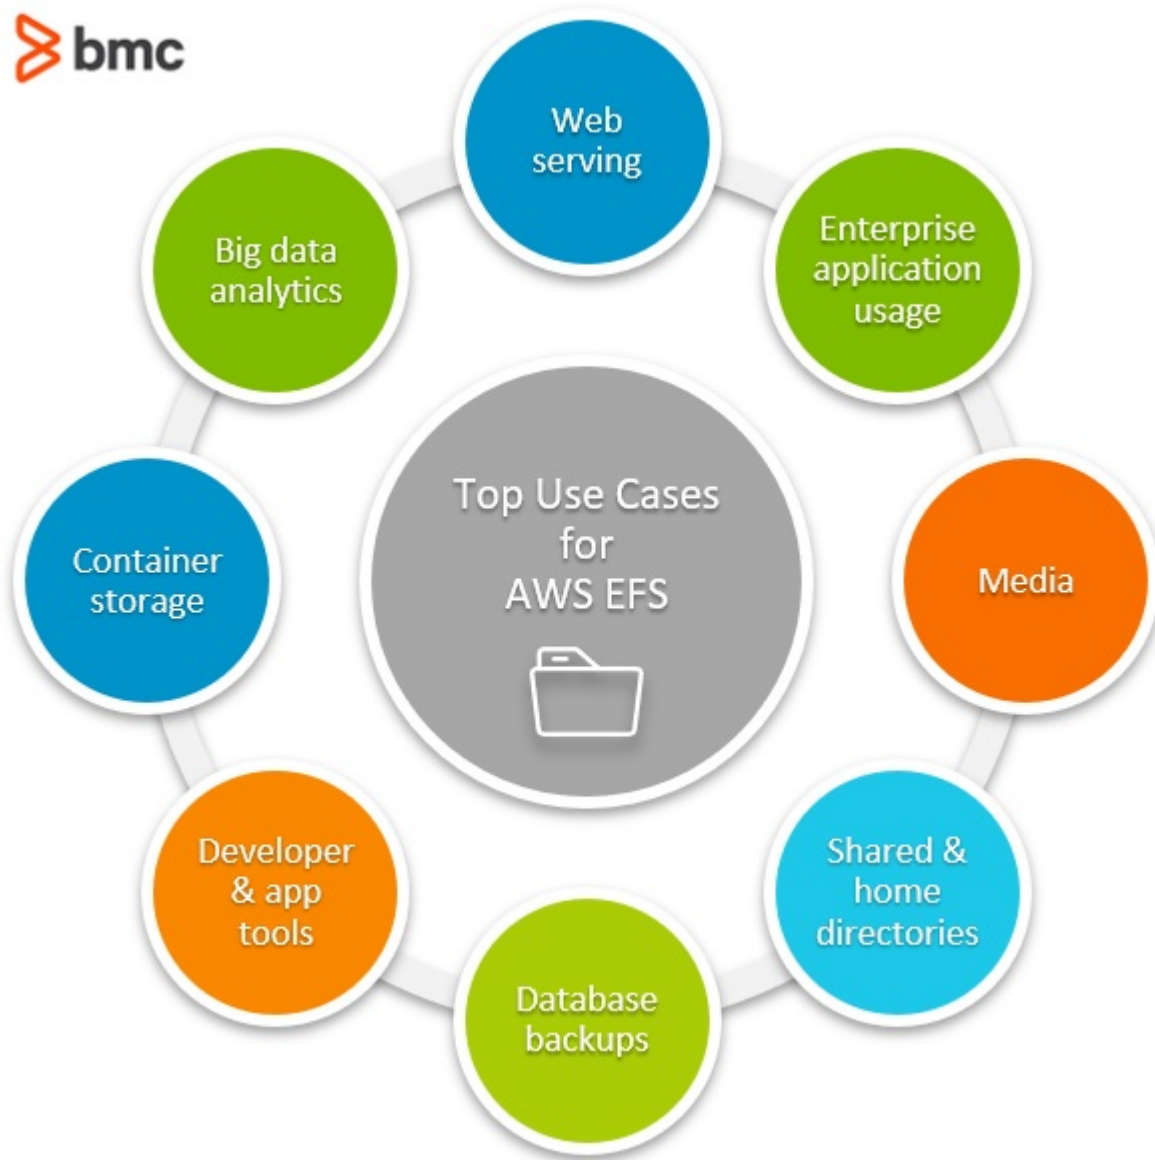 bmc
Web
serving
Enterprise
application
usage
Media
Shared &
home
directories
Database
backups
Developer
& app
tools
Container
storage
Big data
analytics
Top Use Cases
for
AWS EFS